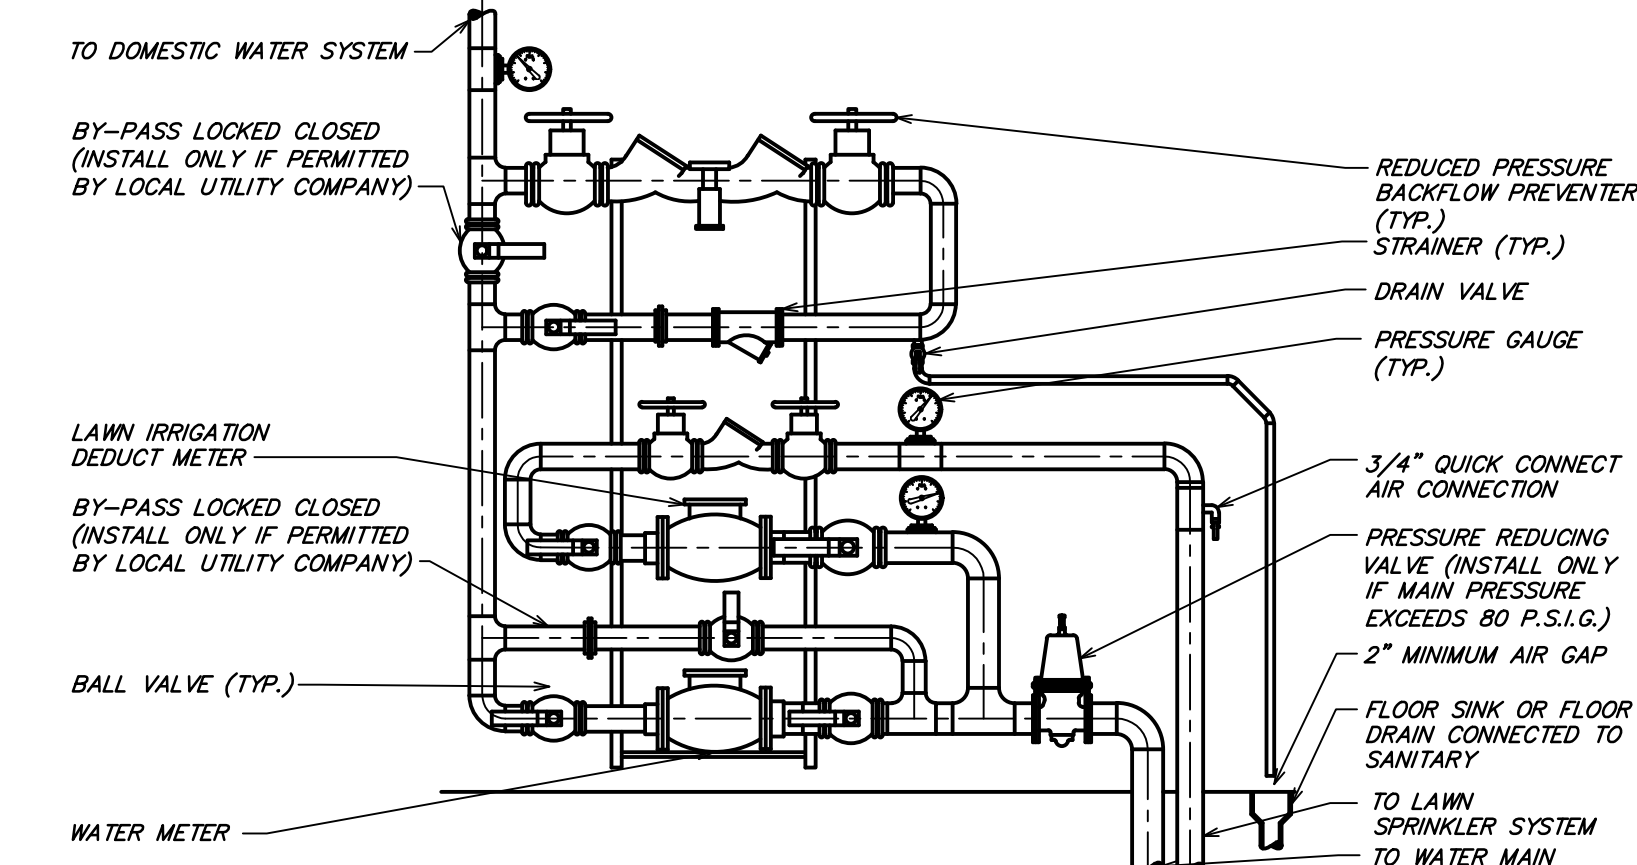 TO DOMESTIC WATER SYSTEM
BY-PASS LOCKED CLOSED
(INSTALL ONLY IF PERMITTED
BY LOCAL UTILITY COMPANY)
LAWN IRRIGATION
DEDUCT METER
BY-PASS LOCKED CLOSED
(INSTALL ONLY IF PERMITTED
BY LOCAL UTILITY COMPANY)
BALL VALVE (TYP.)
WATER METER
REDUCED PRESSURE
BACKFLOW PREVENTER
(TYP.)
STRAINER (TYP.)
DRAIN VALVE
PRESSURE GAUGE
(TYP.)
3/4" QUICK CONNECT
AIR CONNECTION
PRESSURE REDUCING
VALVE (INSTALL ONLY
IF MAIN PRESSURE
EXCEEDS 80 P.S.I.G.)
2" MINIMUM AIR GAP
FLOOR SINK OR FLOOR
DRAIN CONNECTED TO
SANITARY
TO LAWN
SPRINKLER SYSTEM
TO WATER MAIN